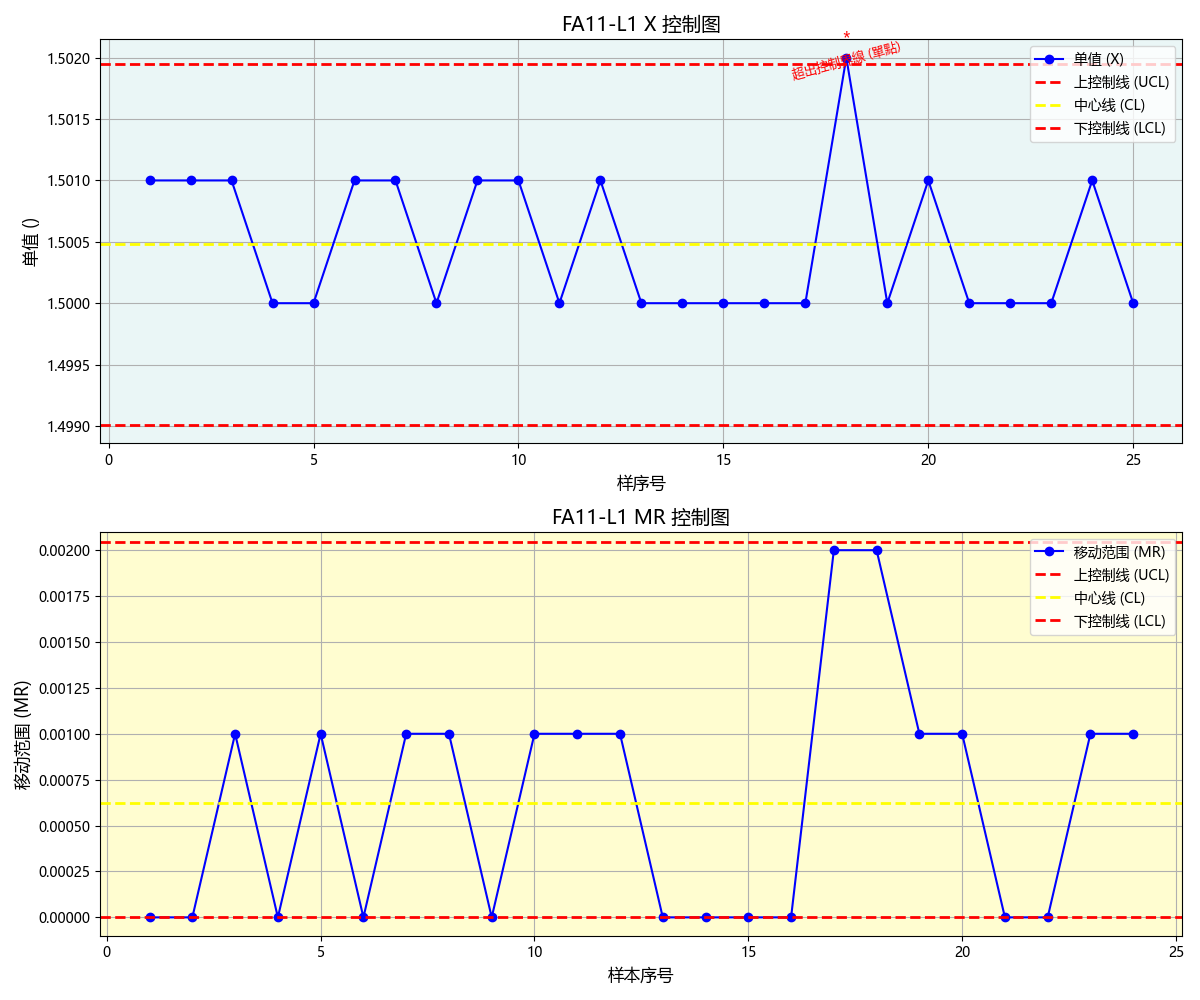 FA11-L1 X 控制图
*
超出控制界線 (單點)
单值 (X)
上控制线 (UCL)
中心线 (CL)
下控制线 (LCL)
1.5020
1.5015
1.5010
1.5005
1.5000
1.4995
1.4990
单值 ()
0 5 10 15 20 25
样序号
FA11-L1 MR 控制图
移动范围 (MR)
上控制线 (UCL)
中心线 (CL)
下控制线 (LCL)
0.00200
0.00175
0.00150
0.00125
0.00100
0.00075
0.00050
0.00025
0.00000
移动范围 (MR)
0 5 10 15 20 25
样本序号